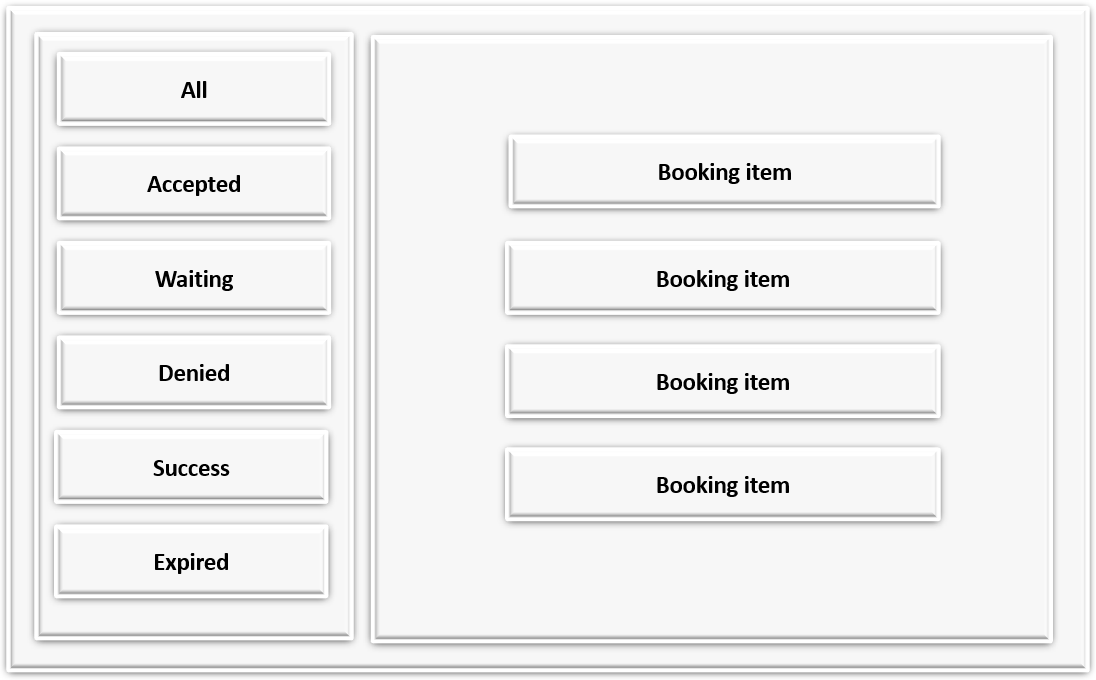 All
Accepted
Waiting
Denied
Success
Expired
Booking item
Booking item
Booking item
Booking item